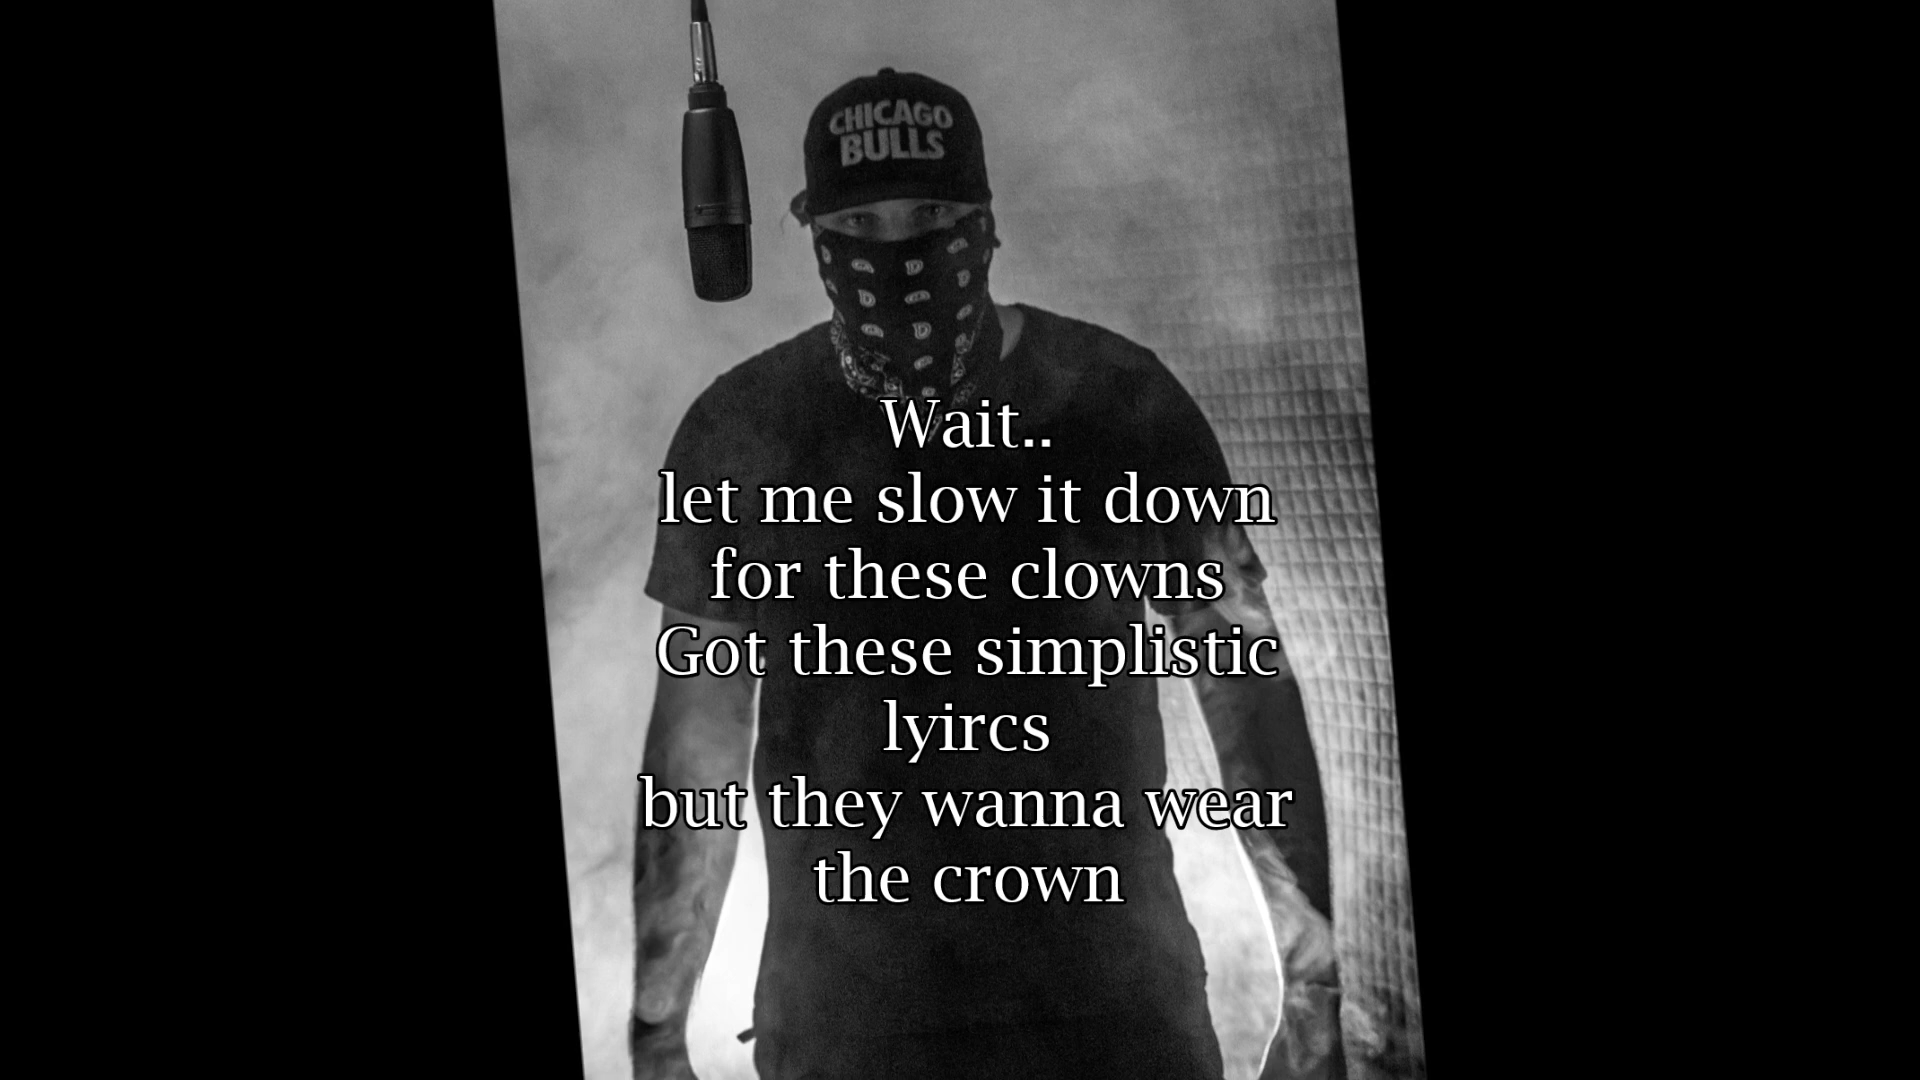 CHICAGO
BULLS
Wait..
let me slow it down
for these clowns
Got these simplistic
lyircs
but they wanna wear
the crown